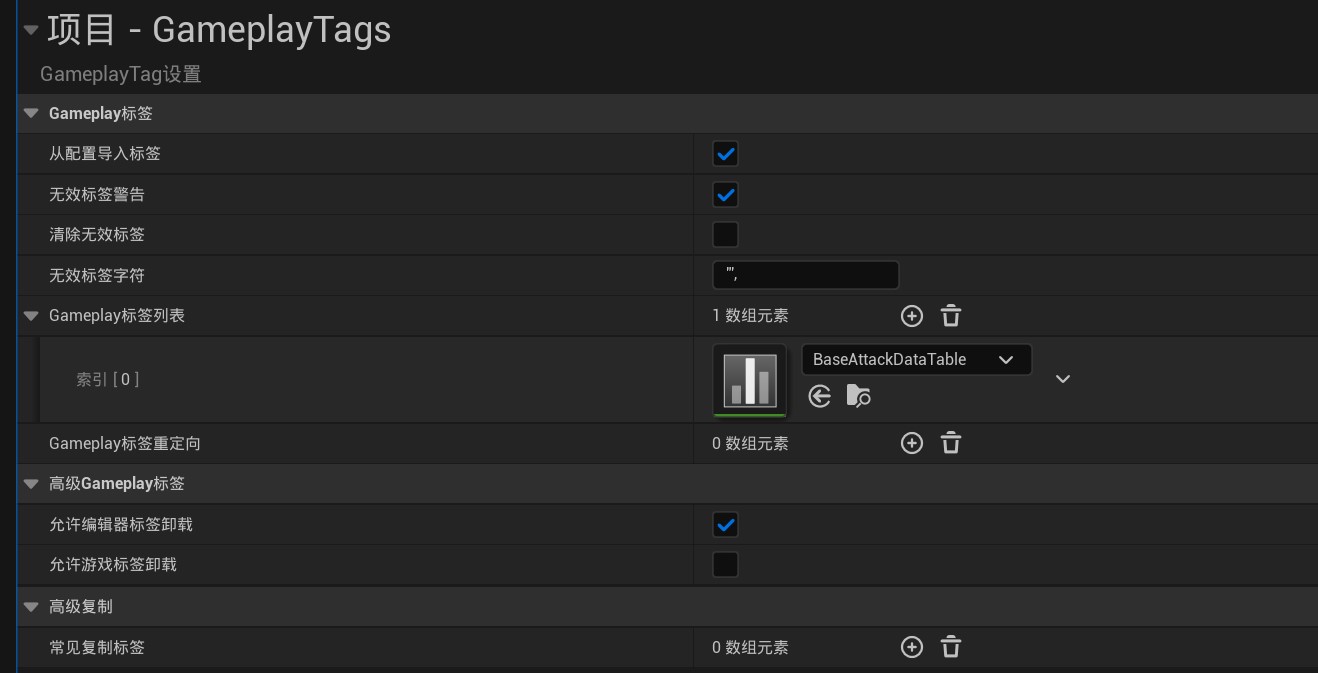 项目 - GameplayTags
GameplayTag设置
Gameplay标签
从配置导入标签
无效标签警告
清除无效标签
无效标签字符 "',
Gameplay标签列表 1 数组元素
索引 [ 0 ] BaseAttackDataTable
Gameplay标签重定向 0 数组元素
高级Gameplay标签
允许编辑器标签卸载
允许游戏标签卸载
高级复制
常见复制标签 0 数组元素